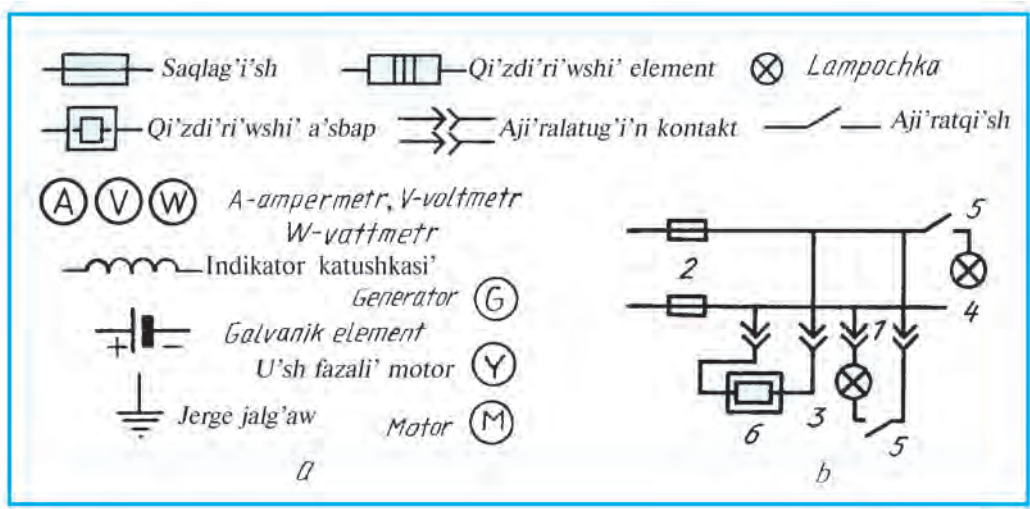 Saqlag'i'sh
Qi'zdi'ri'wshi' element
Lampochka
Qi'zdi'ri'wshi' a'sbap
Aji'ralatug'i'n kontakt
Aji'ratqi'sh
A V W
A-ampermetr, V-voltmetr
W-vattmetr
Indikator katushkasi'
Generator G
+ −
Galvanik element
U'sh fazali' motor Y
Jerge jalg'aw
Motor M
a
5
2
4
1
6
3
5
b